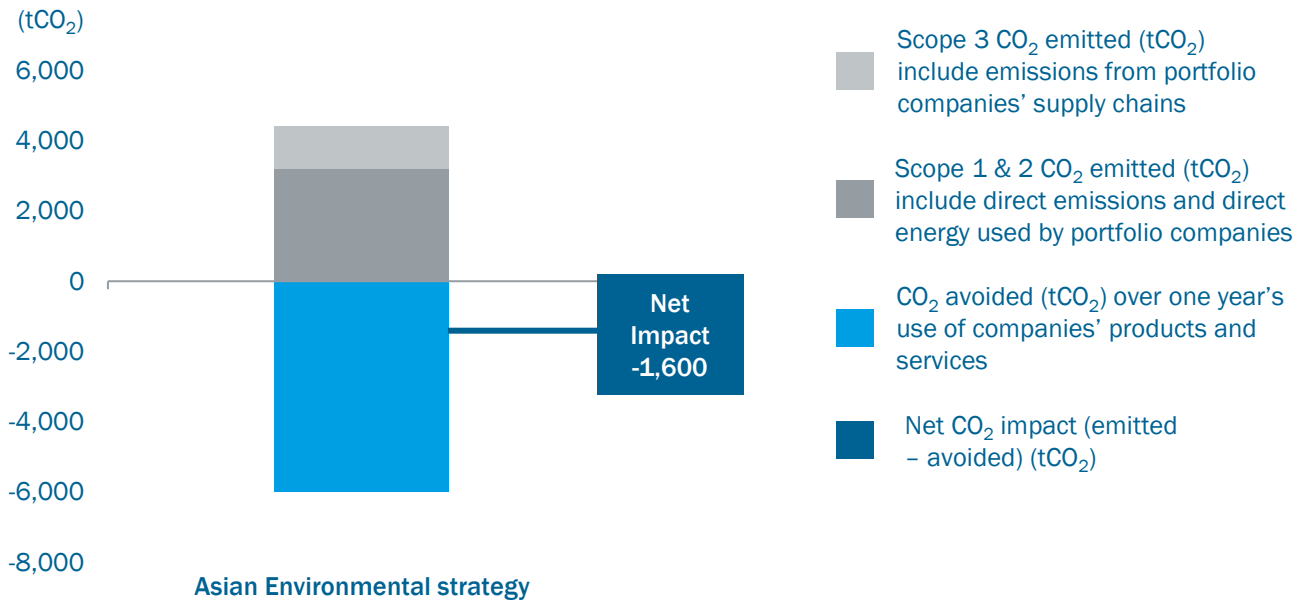 (tCO₂)
6,000
4,000
2,000
0
-2,000
-4,000
-6,000
-8,000
Asian Environmental strategy
Net
Impact
-1,600
Scope 3 CO₂ emitted (tCO₂)
include emissions from portfolio
companies’ supply chains
Scope 1 & 2 CO₂ emitted (tCO₂)
include direct emissions and direct
energy used by portfolio companies
CO₂ avoided (tCO₂) over one year’s
use of companies’ products and
services
Net CO₂ impact (emitted
– avoided) (tCO₂)